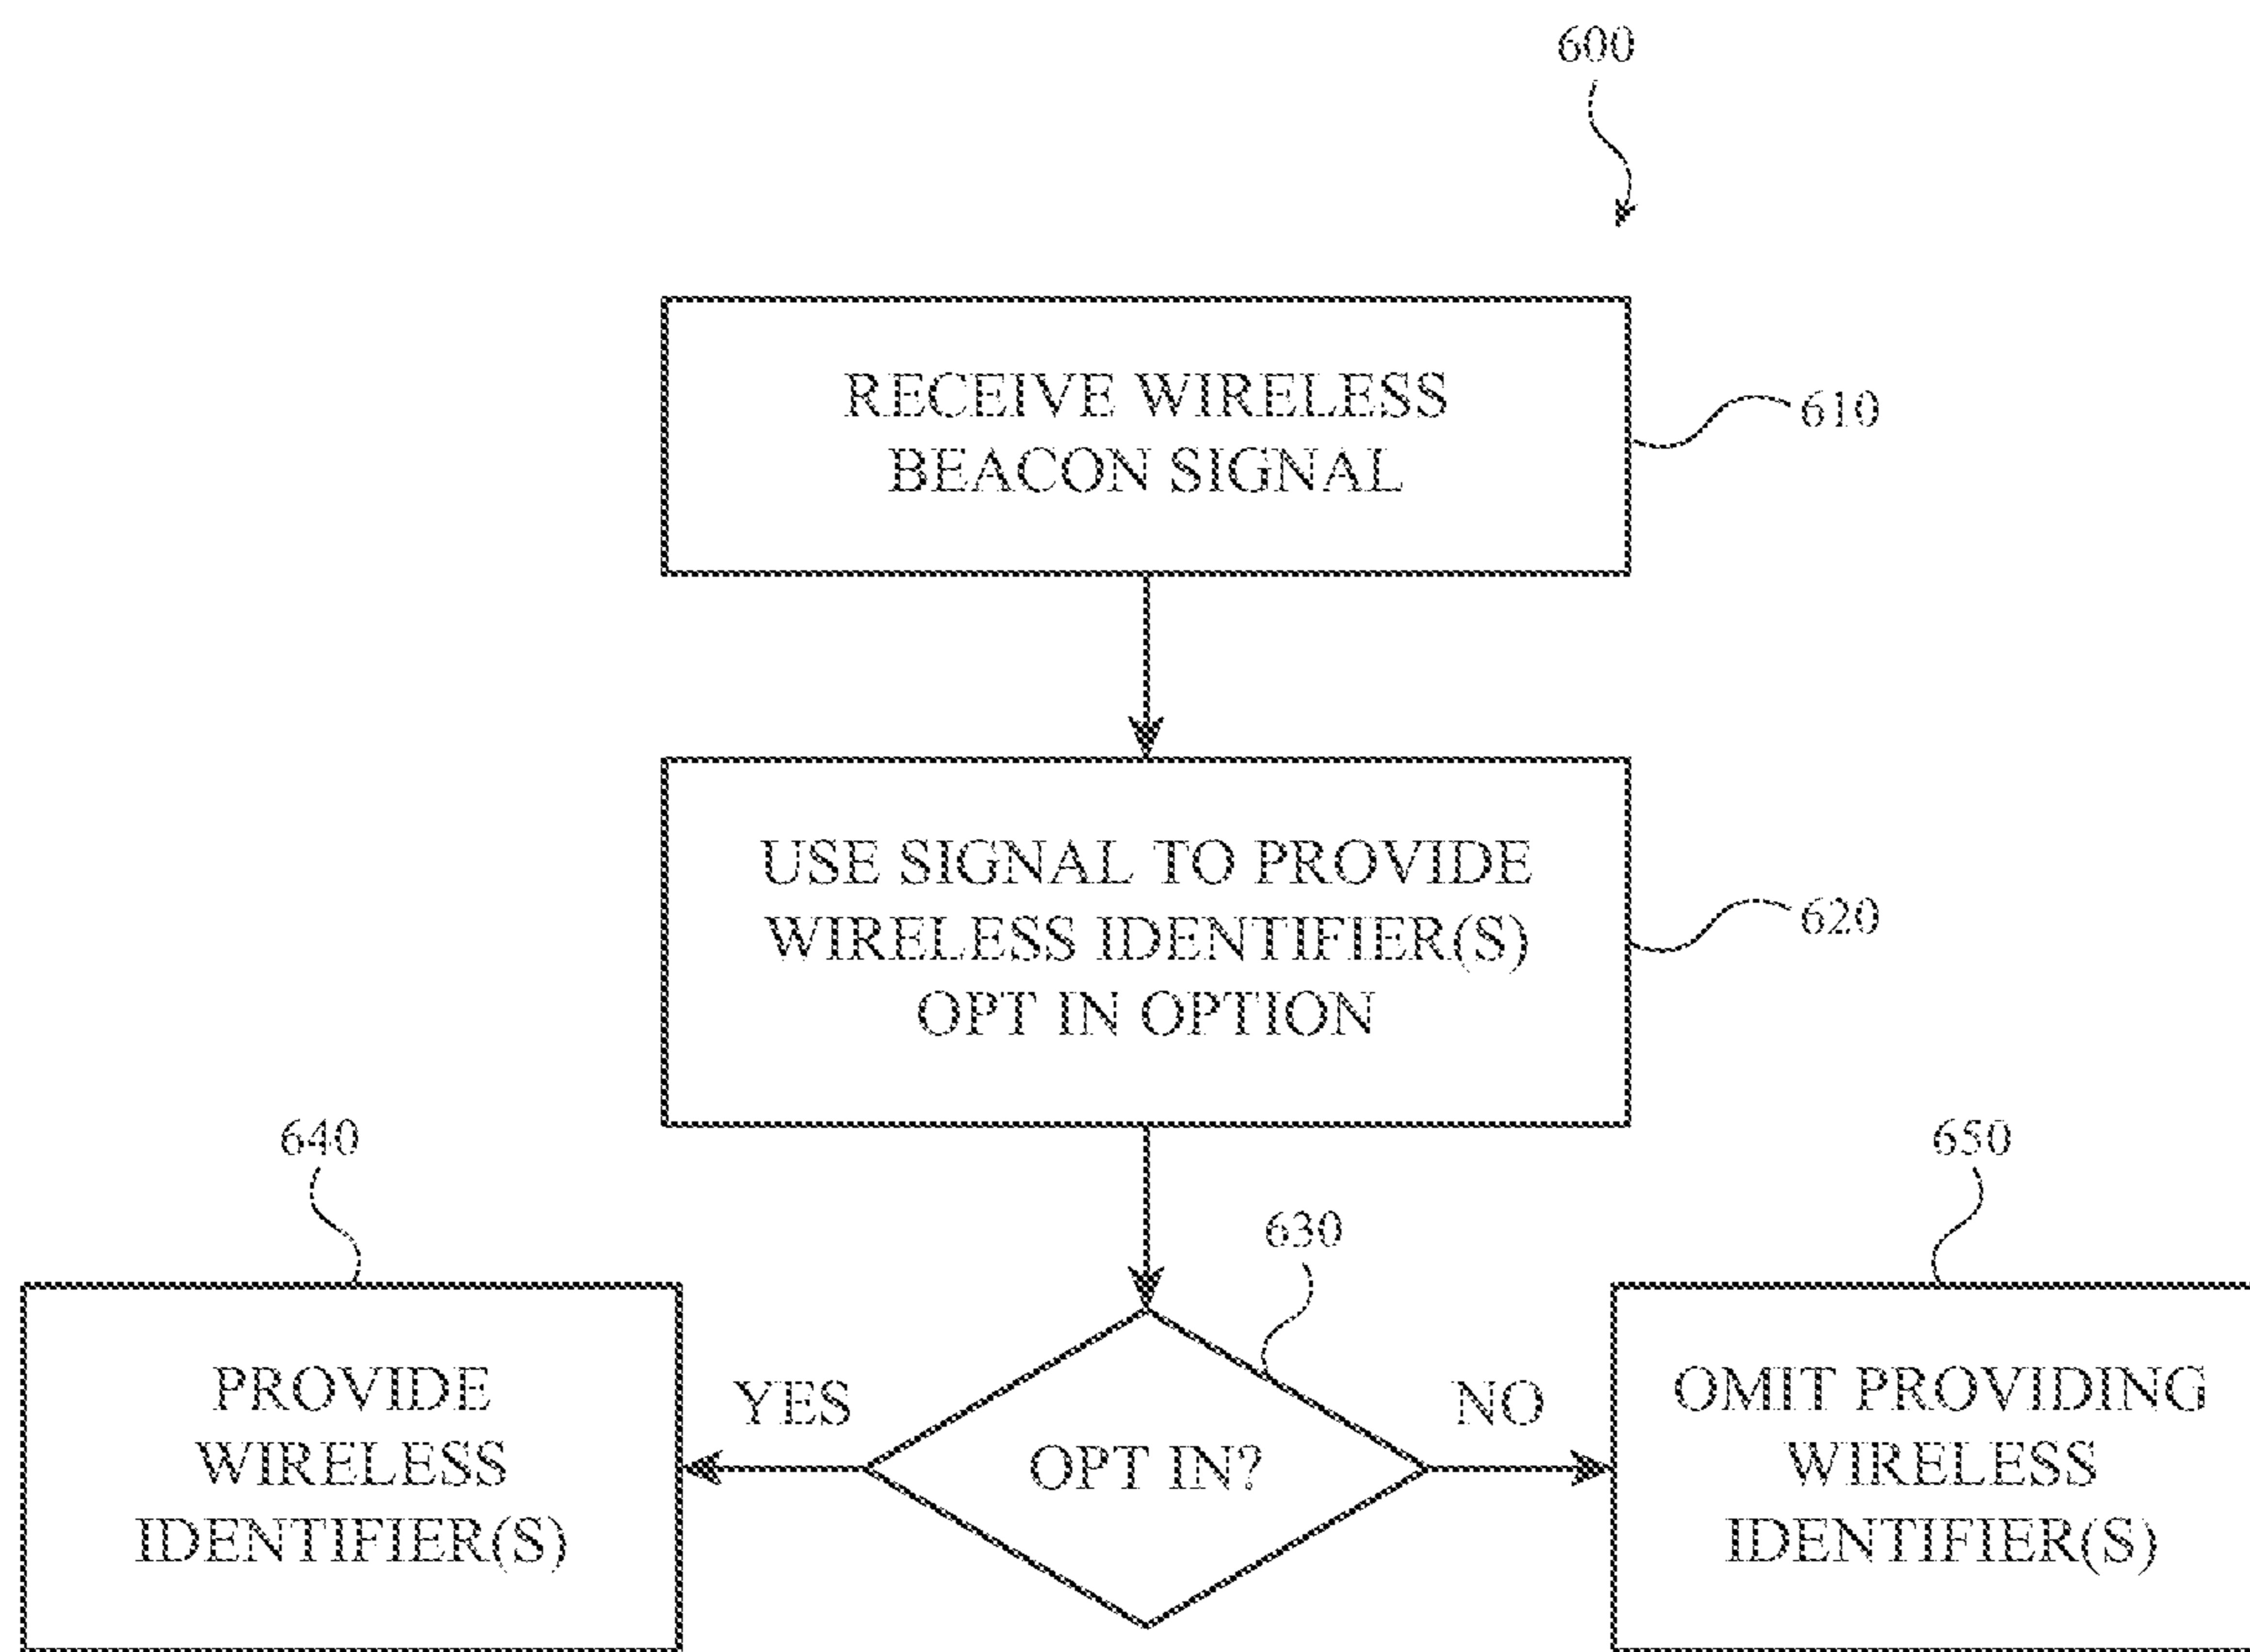 600
RECEIVE WIRELESS
BEACON SIGNAL
610
USE SIGNAL TO PROVIDE
WIRELESS IDENTIFIER(S)
OPT IN OPTION
620
640
650
630
PROVIDE
WIRELESS
IDENTIFIER(S)
YES
OPT IN?
NO
OMIT PROVIDING
WIRELESS
IDENTIFIER(S)